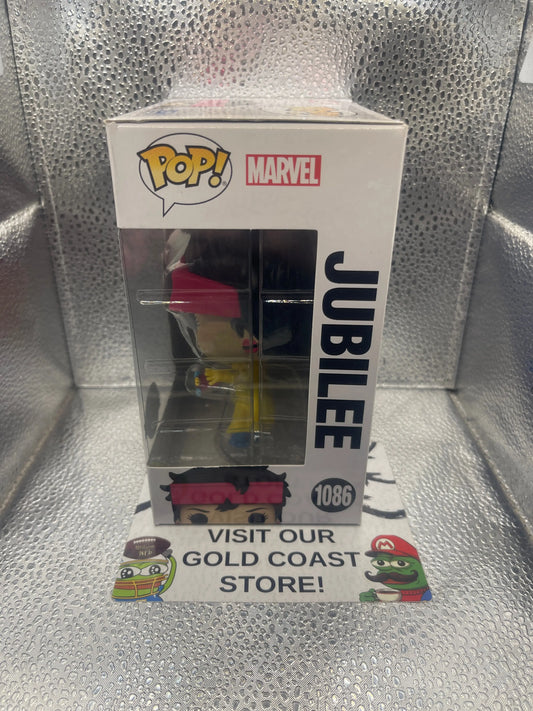 POP!
MARVEL
JUBILEE
1086
VISIT OUR
GOLD COAST
STORE!